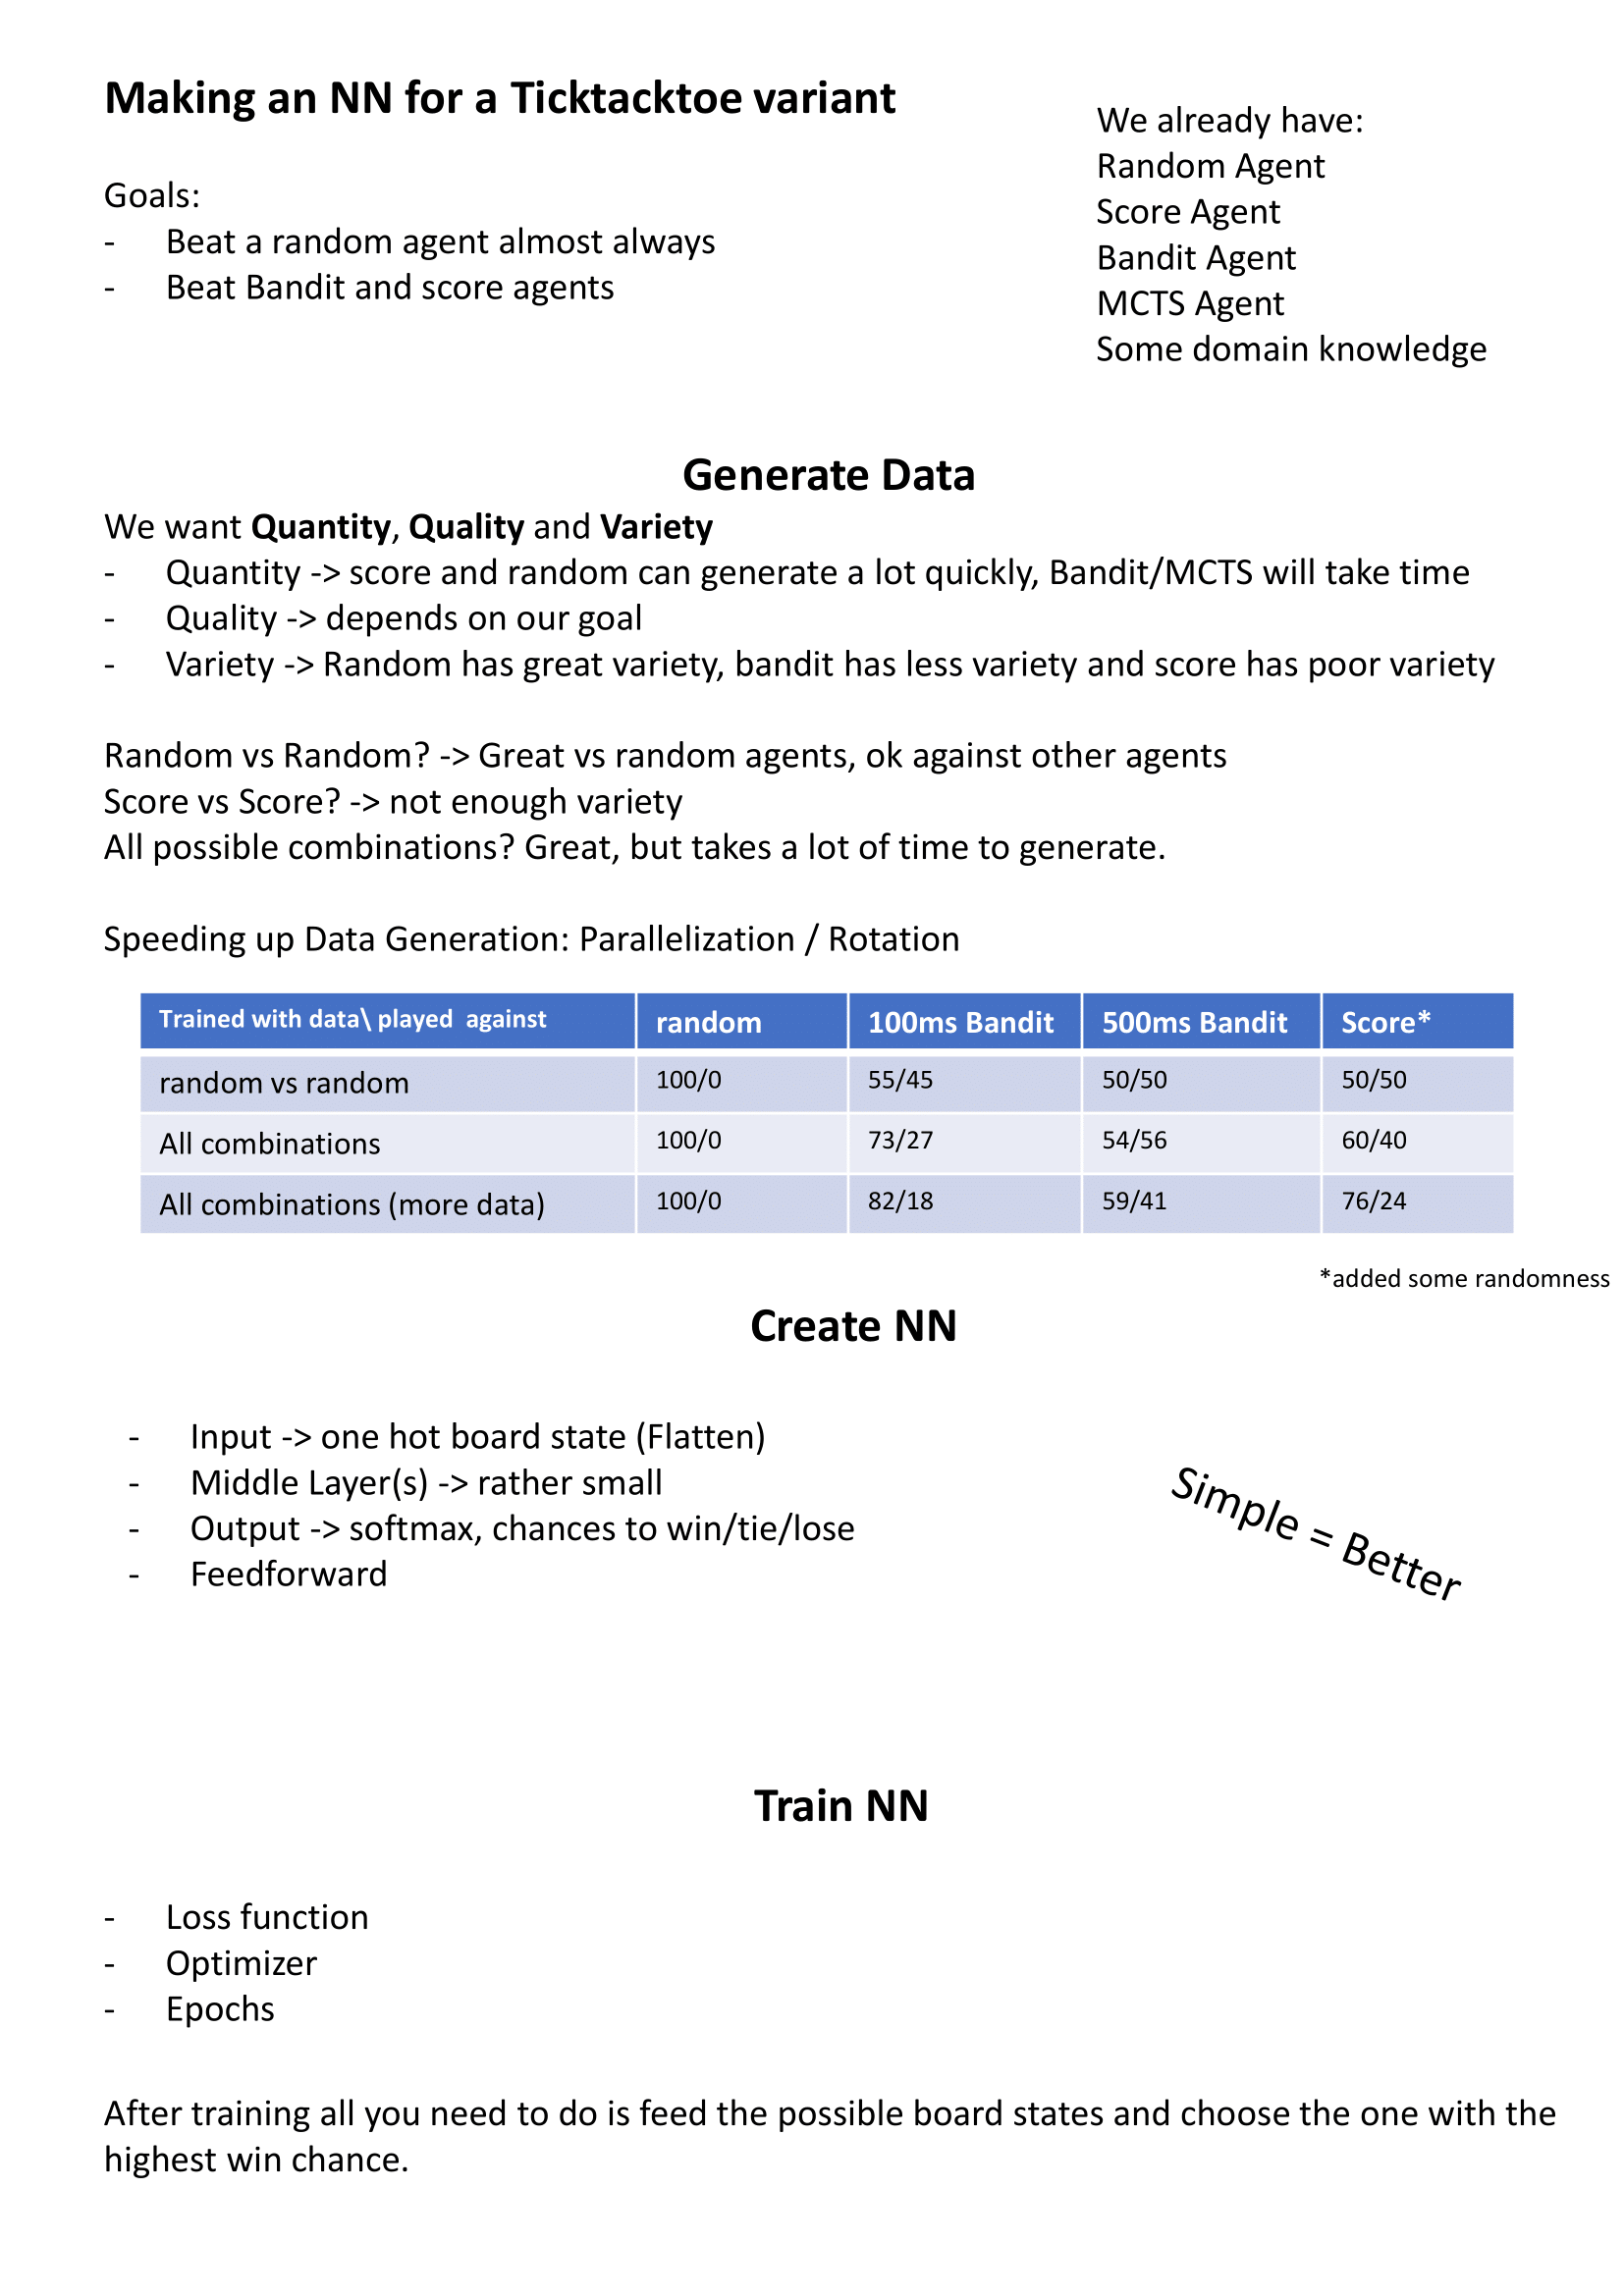 Making an NN for a Ticktacktoe variant
Goals:
- Beat a random agent almost always
- Beat Bandit and score agents
We already have:
Random Agent
Score Agent
Bandit Agent
MCTS Agent
Some domain knowledge
Generate Data
We want Quantity, Quality and Variety
- Quantity -> score and random can generate a lot quickly, Bandit/MCTS will take time
- Quality -> depends on our goal
- Variety -> Random has great variety, bandit has less variety and score has poor variety
Random vs Random? -> Great vs random agents, ok against other agents
Score vs Score? -> not enough variety
All possible combinations? Great, but takes a lot of time to generate.
Speeding up Data Generation: Parallelization / Rotation
Trained with data\ played  against random 100ms Bandit 500ms Bandit Score*
random vs random 100/0 55/45 50/50 50/50
All combinations 100/0 73/27 54/56 60/40
All combinations (more data) 100/0 82/18 59/41 76/24
*added some randomness
Create NN
- Input -> one hot board state (Flatten)
- Middle Layer(s) -> rather small
- Output -> softmax, chances to win/tie/lose
- Feedforward
Simple = Better
Train NN
- Loss function
- Optimizer
- Epochs
After training all you need to do is feed the possible board states and choose the one with the
highest win chance.